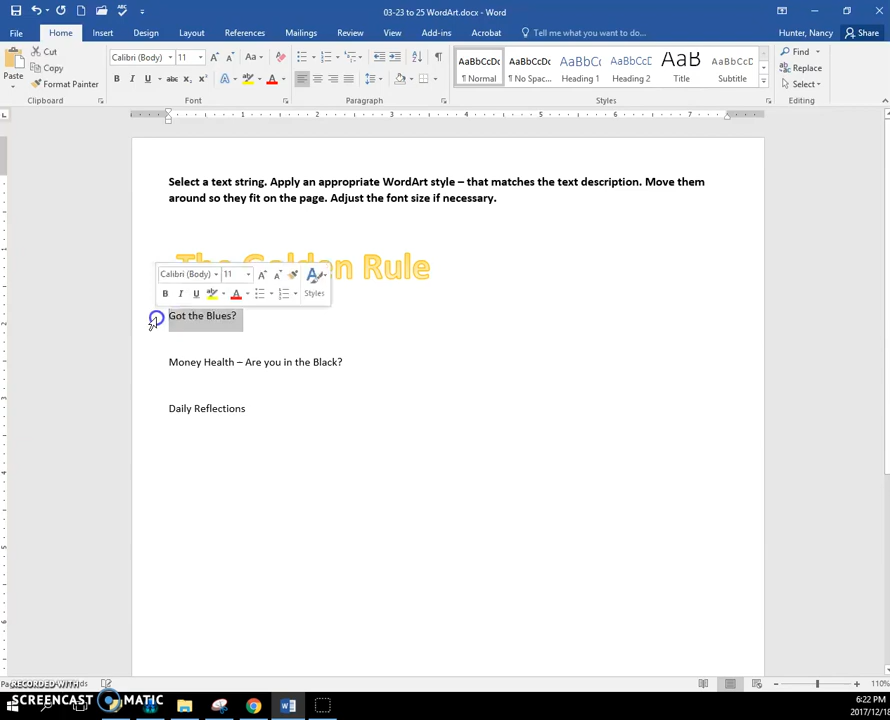 03-23 to 25 WordArt.docx - Word
Hunter, Nancy
Share
File
Home
Insert
Design
Layout
References
Mailings
Review
View
Add-ins
Acrobat
Tell me what you want to do...
Paste
Cut
Copy
Format Painter
Clipboard
Calibri (Body)
11
Font
Paragraph
AaBbCcDc
¶ Normal
AaBbCcDc
¶ No Spac...
AaBbCc
Heading 1
AaBbCcD
Heading 2
AaB
Title
AaBbCcD
Subtitle
Styles
Find
Replace
Select
Editing
Select a text string. Apply an appropriate WordArt style – that matches the text description. Move them
around so they fit on the page. Adjust the font size if necessary.
Rule
Calibri (Body)
11
Styles
Got the Blues?
Money Health – Are you in the Black?
Daily Reflections
RECORDED WITH
SCREENCAST MATIC
110%
6:22 PM
2017/12/18